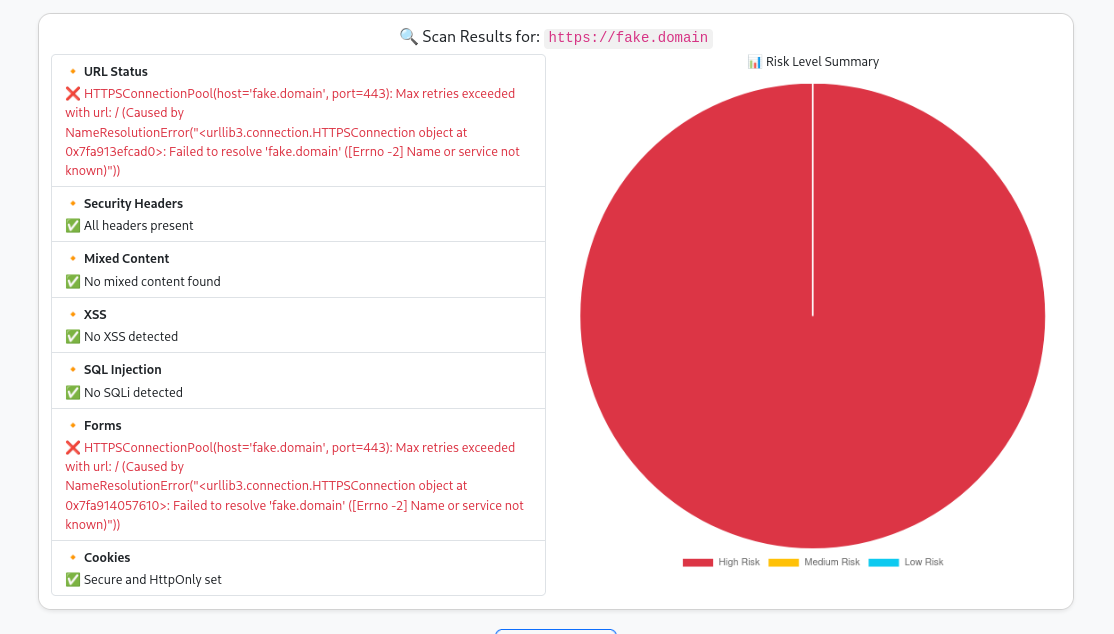 🔍 Scan Results for: https://fake.domain
🔸 URL Status
❌ HTTPSConnectionPool(host='fake.domain', port=443): Max retries exceeded
with url: / (Caused by
NameResolutionError("<urllib3.connection.HTTPSConnection object at
0x7fa913efcad0>: Failed to resolve 'fake.domain' ([Errno -2] Name or service not
known)"))
🔸 Security Headers
✅ All headers present
🔸 Mixed Content
✅ No mixed content found
🔸 XSS
✅ No XSS detected
🔸 SQL Injection
✅ No SQLi detected
🔸 Forms
❌ HTTPSConnectionPool(host='fake.domain', port=443): Max retries exceeded
with url: / (Caused by
NameResolutionError("<urllib3.connection.HTTPSConnection object at
0x7fa914057610>: Failed to resolve 'fake.domain' ([Errno -2] Name or service not
known)"))
🔸 Cookies
✅ Secure and HttpOnly set
📊 Risk Level Summary
High Risk Medium Risk Low Risk